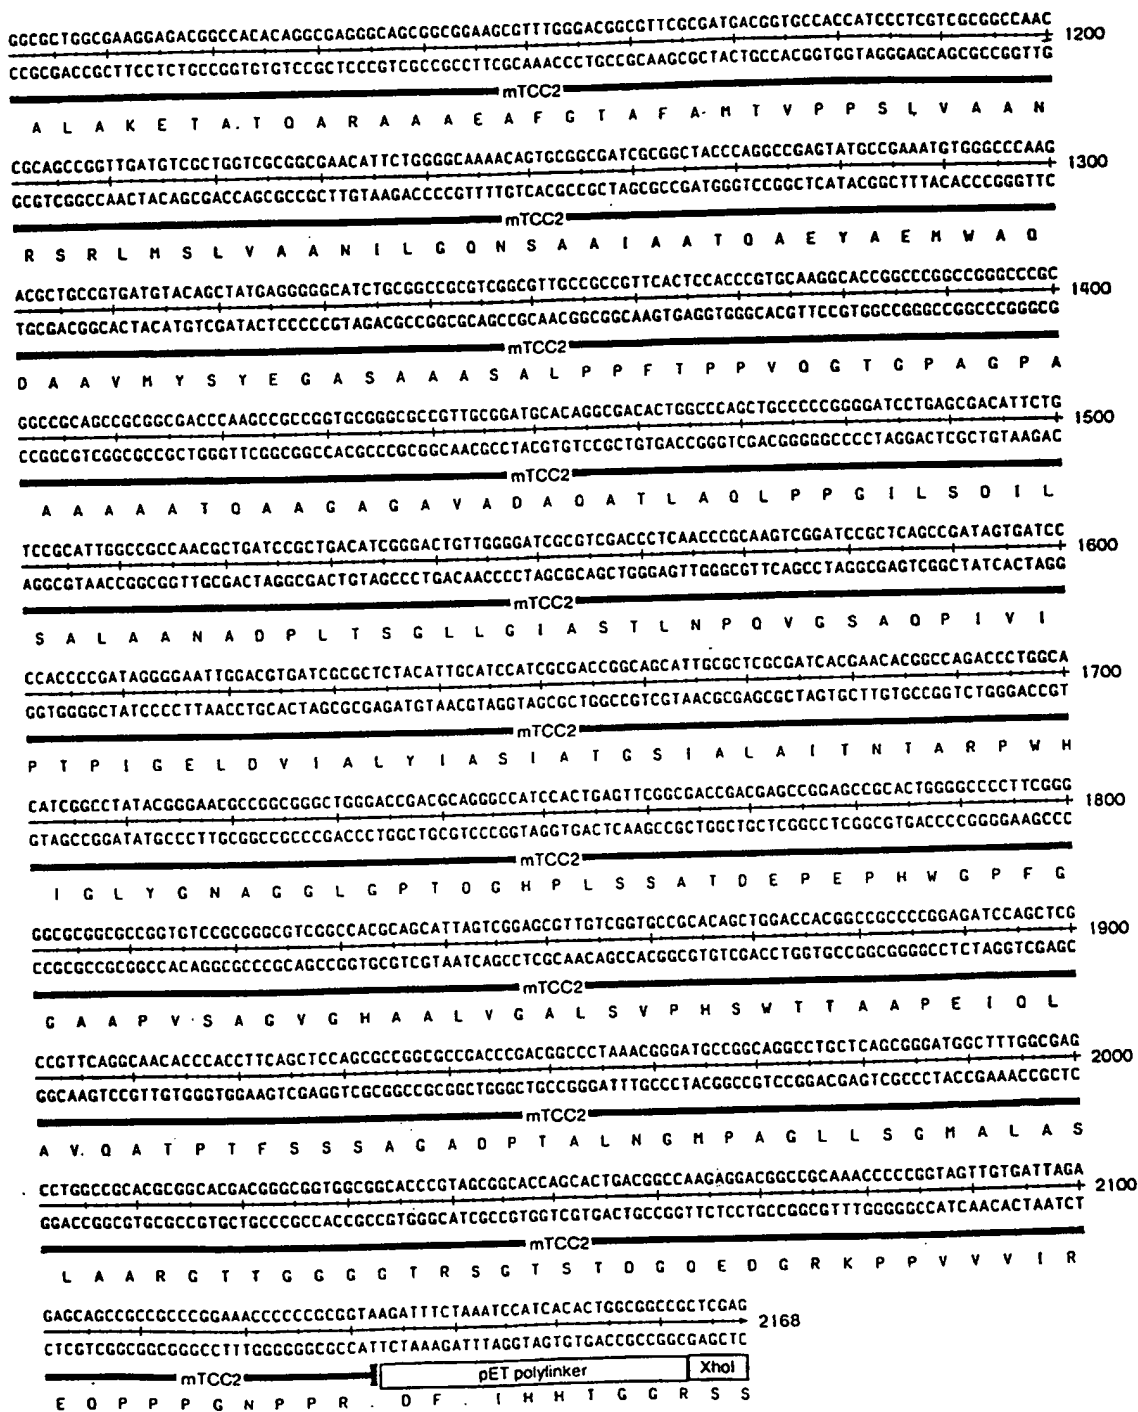 GGCGCTGGCGAAGGAGACGGCCACACAGGCGAGGGCAGCGGCGGAAGCGTTTGGGACGGCGTTCGCGATGACGGTGCCACCATCCCTCGTCGCGGCCAAC 1200
CCGCGACCGCTTCCTCTGCCGGTGTGTCCGCTCCCGTCGCCGCCTTCGCAAACCCTGCCGCAAGCGCTACTGCCACGGTGGTAGGGAGCAGCGCCGGTTG
mTCC2
A L A K E T A . T Q A R A A A E A F G T A F A - M T V P P S L V A A N
CGCAGCCGGTTGATGTCGCTGGTCGCGGCGAACATTCTGGGGCAAAACAGTGCGGCGATCGCGGCTACCCAGGCCGAGTATGCCGAAATGTGGGCCCAAG 1300
GCGTCGGCCAACTACAGCGACCAGCGCCGCTTGTAAGACCCCGTTTTGTCACGCCGCTAGCGCCGATGGGTCCGGCTCATACGGCTTTACACCCGGGTTC
mTCC2
R S R L M S L V A A N I L G Q N S A A I A A T Q A E Y A E M W A Q
ACGCTGCCGTGATGTACAGCTATGAGGGGGCATCTGCGGCCGCGTCGGCGTTGCCGCCGTTCACTCCACCCGTGCAAGGCACCGGCCCGGCCGGGCCCGC 1400
TGCGACGGCACTACATGTCGATACTCCCCCGTAGACGCCGGCGCAGCCGCAACGGCGGCAAGTGAGGTGGGCACGTTCCGTGGCCGGGCCGGCCCGGGCG
mTCC2
D A A V M Y S Y E G A S A A A S A L P P F T P P V Q G T G P A G P A
GGCCGCAGCCGCGGCGACCCAAGCCGCCGGTGCGGGCGCCGTTGCGGATGCACAGGCGACACTGGCCCAGCTGCCCCCGGGGATCCTGAGCGACATTCTG 1500
CCGGCGTCGGCGCCGCTGGGTTCGGCGGCCACGCCCGCGGCAACGCCTACGTGTCCGCTGTGACCGGGTCGACGGGGGCCCCTAGGACTCGCTGTAAGAC
mTCC2
A A A A A T Q A A G A G A V A D A Q A T L A Q L P P G I L S D I L
TCCGCATTGGCCGCCAACGCTGATCCGCTGACATCGGGACTGTTGGGGATCGCGTCGACCCTCAACCCGCAAGTCGGATCCGCTCAGCCGATAGTGATCC 1600
AGGCGTAACCGGCGGTTGCGACTAGGCGACTGTAGCCCTGACAACCCCTAGCGCAGCTGGGAGTTGGGCGTTCAGCCTAGGCGAGTCGGCTATCACTAGG
mTCC2
S A L A A N A D P L T S G L L G I A S T L N P Q V G S A Q P I V I
CCACCCCGATAGGGGAATTGGACGTGATCGCGCTCTACATTGCATCCATCGCGACCGGCAGCATTGCGCTCGCGATCACGAACACGGCCAGACCCTGGCA 1700
GGTGGGGCTATCCCCTTAACCTGCACTAGCGCGAGATGTAACGTAGGTAGCGCTGGCCGTCGTAACGCGAGCGCTAGTGCTTGTGCCGGTCTGGGACCGT
mTCC2
P T P I G E L D V I A L Y I A S I A T G S I A L A I T N T A R P W H
CATCGGCCTATACGGGAACGCCGGCGGGCTGGGACCGACGCAGGGCCATCCACTGAGTTCGGCGACCGACGAGCCGGAGCCGCACTGGGGCCCCTTCGGG 1800
GTAGCCGGATATGCCCTTGCGGCCGCCCGACCCTGGCTGCGTCCCGGTAGGTGACTCAAGCCGCTGGCTGCTCGGCCTCGGCGTGACCCCGGGGAAGCCC
mTCC2
I G L Y G N A G G L G P T Q G H P L S S A T D E P E P H W G P F G
GGCGCGGCGCCGGTGTCCGCGGGCGTCGGCCACGCAGCATTAGTCGGAGCGTTGTCGGTGCCGCACAGCTGGACCACGGCCGCCCCGGAGATCCAGCTCG 1900
CCGCGCCGCGGCCACAGGCGCCCGCAGCCGGTGCGTCGTAATCAGCCTCGCAACAGCCACGGCGTGTCGACCTGGTGCCGGCGGGGCCTCTAGGTCGAGC
mTCC2
G A A P V S A G V G H A A L V G A L S V P H S W T T A A P E I Q L
CCGTTCAGGCAACACCCACCTTCAGCTCCAGCGCCGGCGCCGACCCGACGGCCCTAAACGGGATGCCGGCAGGCCTGCTCAGCGGGATGGCTTTGGCGAG 2000
GGCAAGTCCGTTGTGGGTGGAAGTCGAGGTCGCGGCCGCGGCTGGGCTGCCGGGATTTGCCCTACGGCCGTCCGGACGAGTCGCCCTACCGAAACCGCTC
mTCC2
A V . Q A T P T F S S S A G A D P T A L N G M P A G L L S G M A L A S
CCTGGCCGCACGCGGCACGACGGGCGGTGGCGGCACCCGTAGCGGCACCAGCACTGACGGCCAAGAGGACGGCCGCAAACCCCCGGTAGTTGTGATTAGA 2100
GGACCGGCGTGCGCCGTGCTGCCCGCCACCGCCGTGGGCATCGCCGTGGTCGTGACTGCCGGTTCTCCTGCCGGCGTTTGGGGGCCATCAACACTAATCT
mTCC2
L A A R G T T G G G G T R S G T S T D G Q E D G R K P P V V V I R
GAGCAGCCGCCGCCCGGAAACCCCCCGCGGTAAGATTTCTAAATCCATCACACTGGCGGCCGCTCGAG 2168
CTCGTCGGCGGCGGGCCTTTGGGGGGCGCCATTCTAAAGATTTAGGTAGTGTGACCGCCGGCGAGCTC
mTCC2 pET polylinker XhoI
E Q P P P G N P P R . D F . I H H T G G R S S